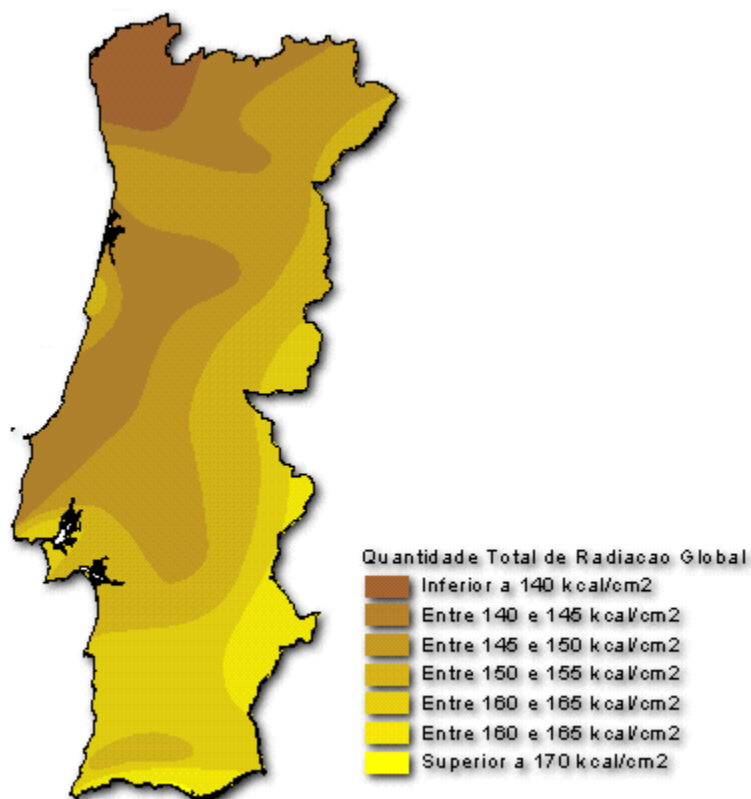 Quantidade Total de Radiacao Global
Inferior a 140 kcal/cm2
Entre 140 e 145 kcal/cm2
Entre 145 e 150 kcal/cm2
Entre 150 e 155 kcal/cm2
Entre 160 e 165 kcal/cm2
Entre 160 e 165 kcal/cm2
Superior a 170 kcal/cm2